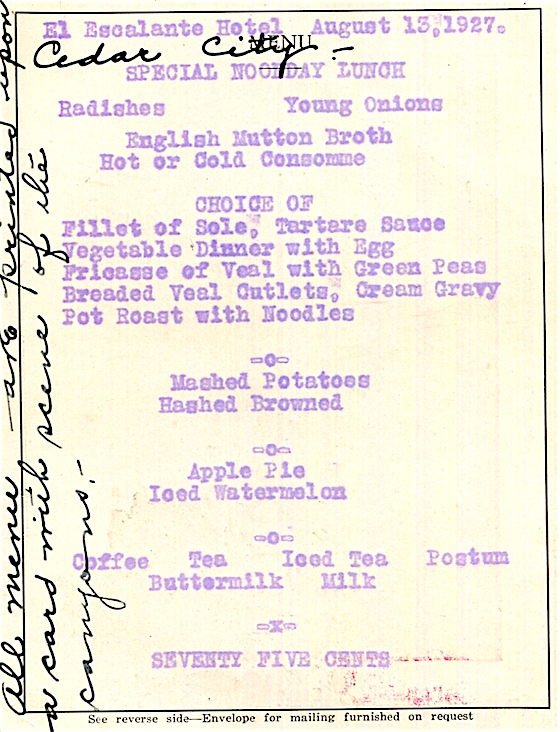 El Escalante Hotel August 13, 1927.
MENU
Cedar City -
SPECIAL NOONDAY LUNCH
Radishes Young Onions
English Mutton Broth
Hot or Cold Consomme
CHOICE OF
Fillet of Sole, Tartare Sauce
Vegetable Dinner with Egg
Fricasse of Veal with Green Peas
Breaded Veal Cutlets, Cream Gravy
Pot Roast with Noodles
-o-
Mashed Potatoes
Hashed Browned
-o-
Apple Pie
Iced Watermelon
-o-
Coffee Tea Iced Tea Postum
Buttermilk Milk
-x-
SEVENTY FIVE CENTS
See reverse side—Envelope for mailing furnished on request
All menus are printed upon
a card with scene of the
canyons.-